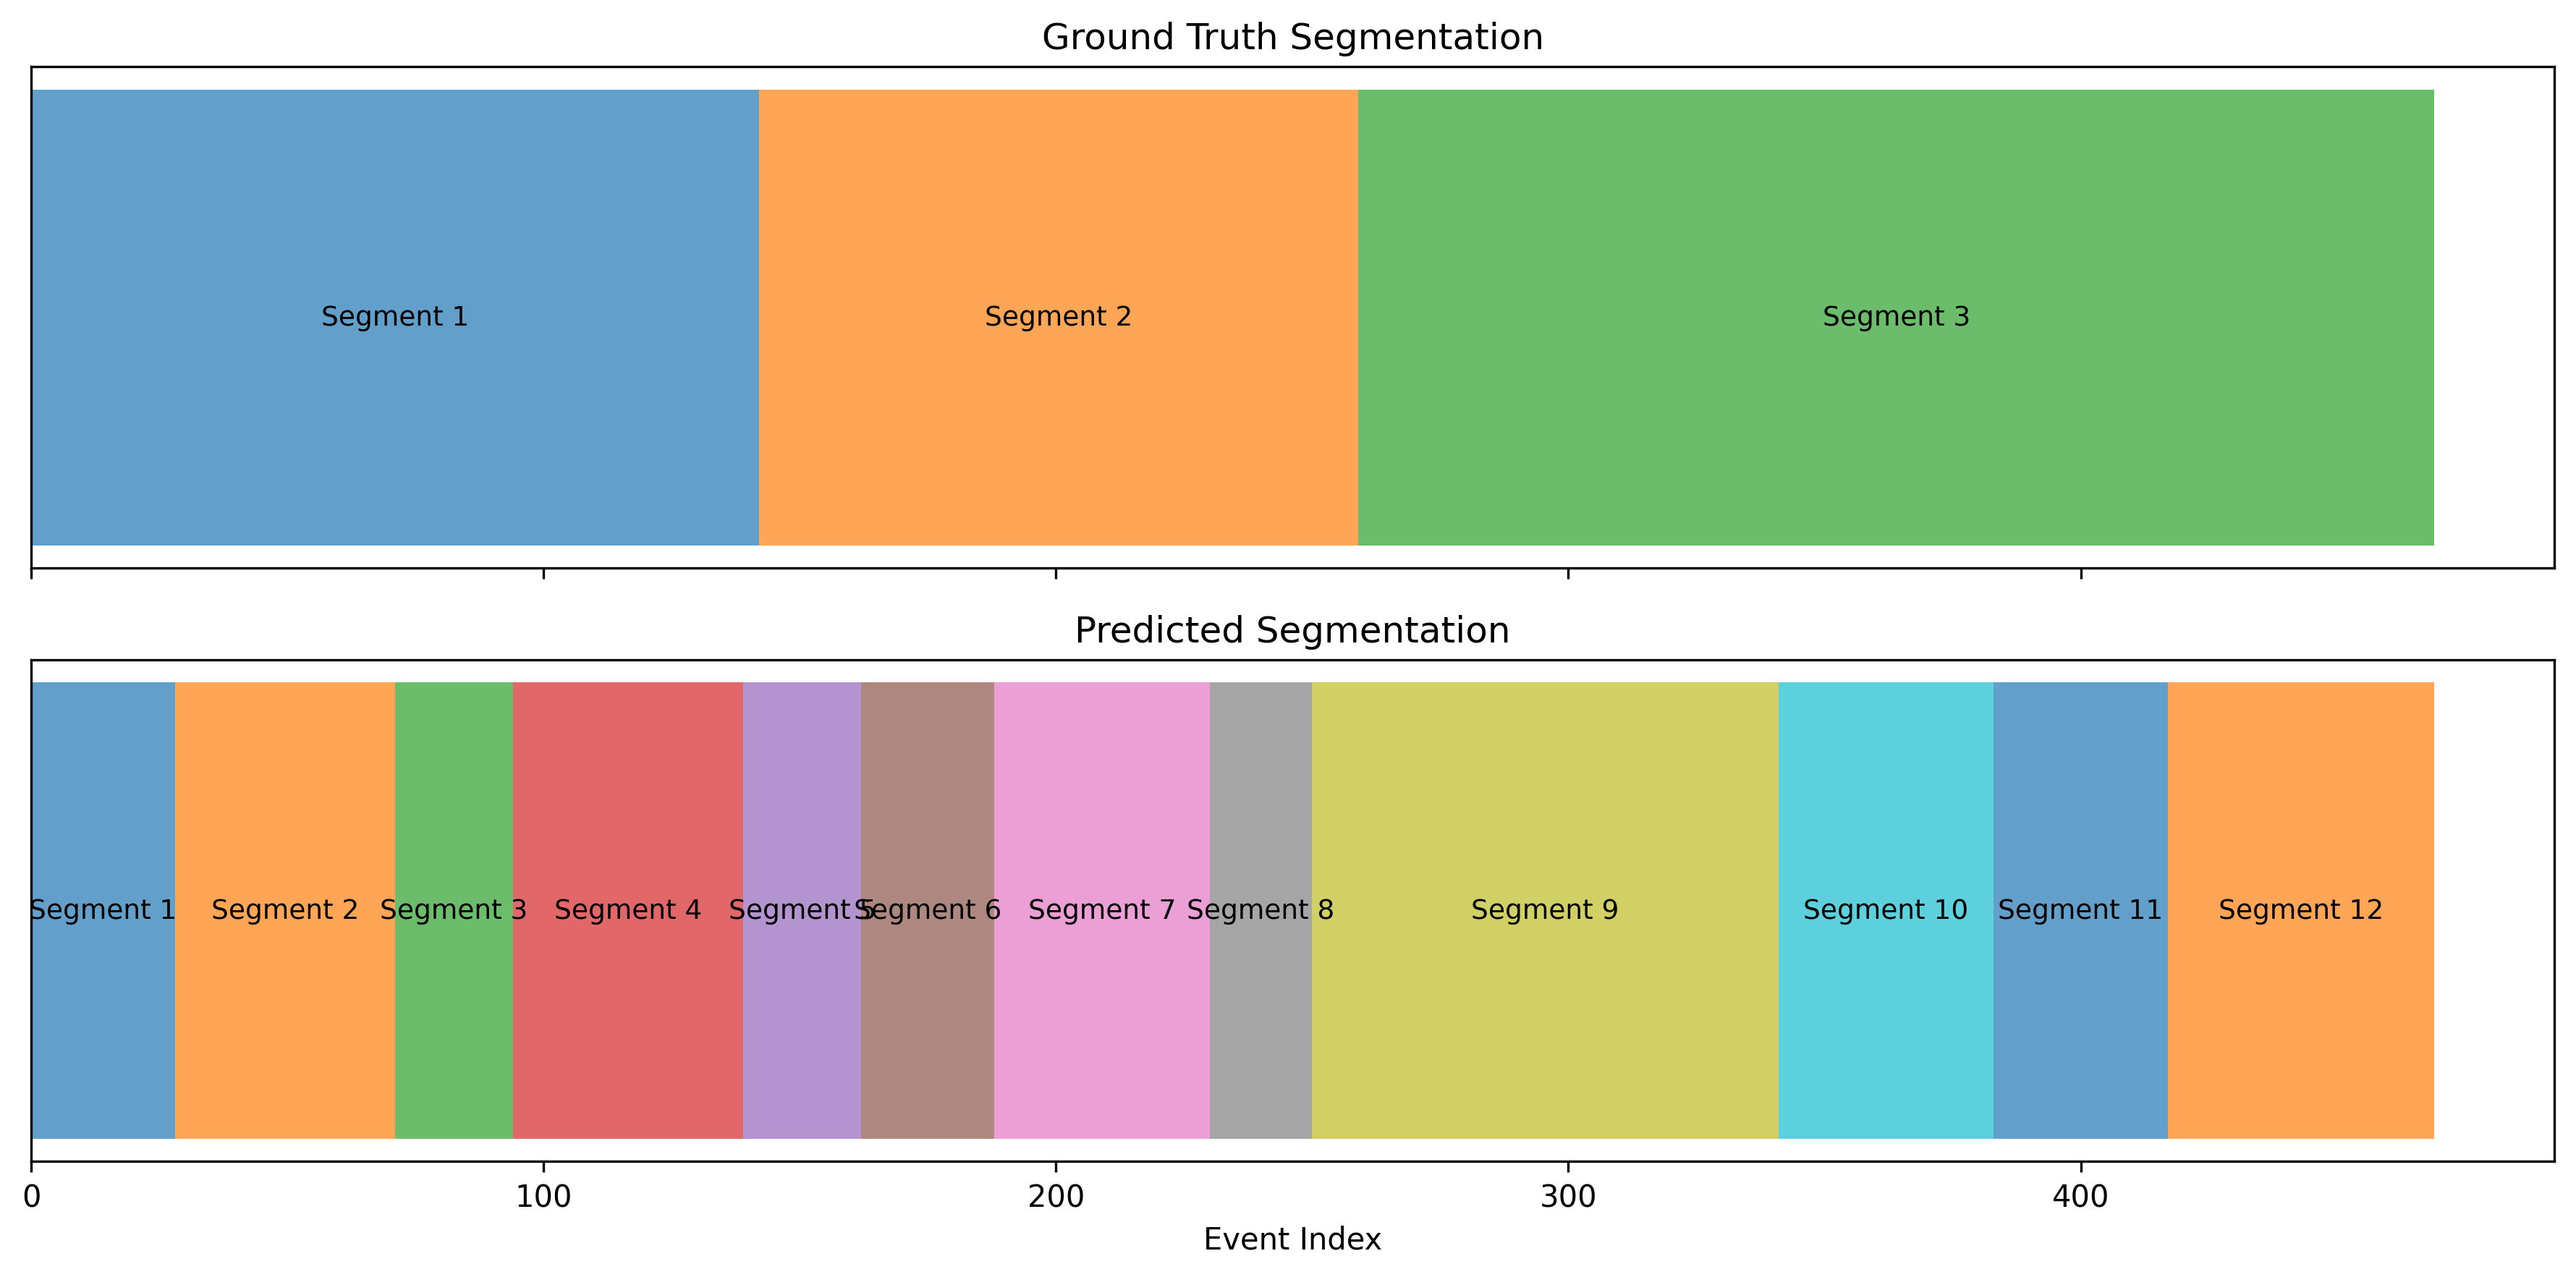 Ground Truth Segmentation
Segment 1 Segment 2 Segment 3
Predicted Segmentation
Segment 1 Segment 2 Segment 3 Segment 4 Segment 5 Segment 6 Segment 7 Segment 8 Segment 9 Segment 10 Segment 11 Segment 12
0 100 200 300 400
Event Index